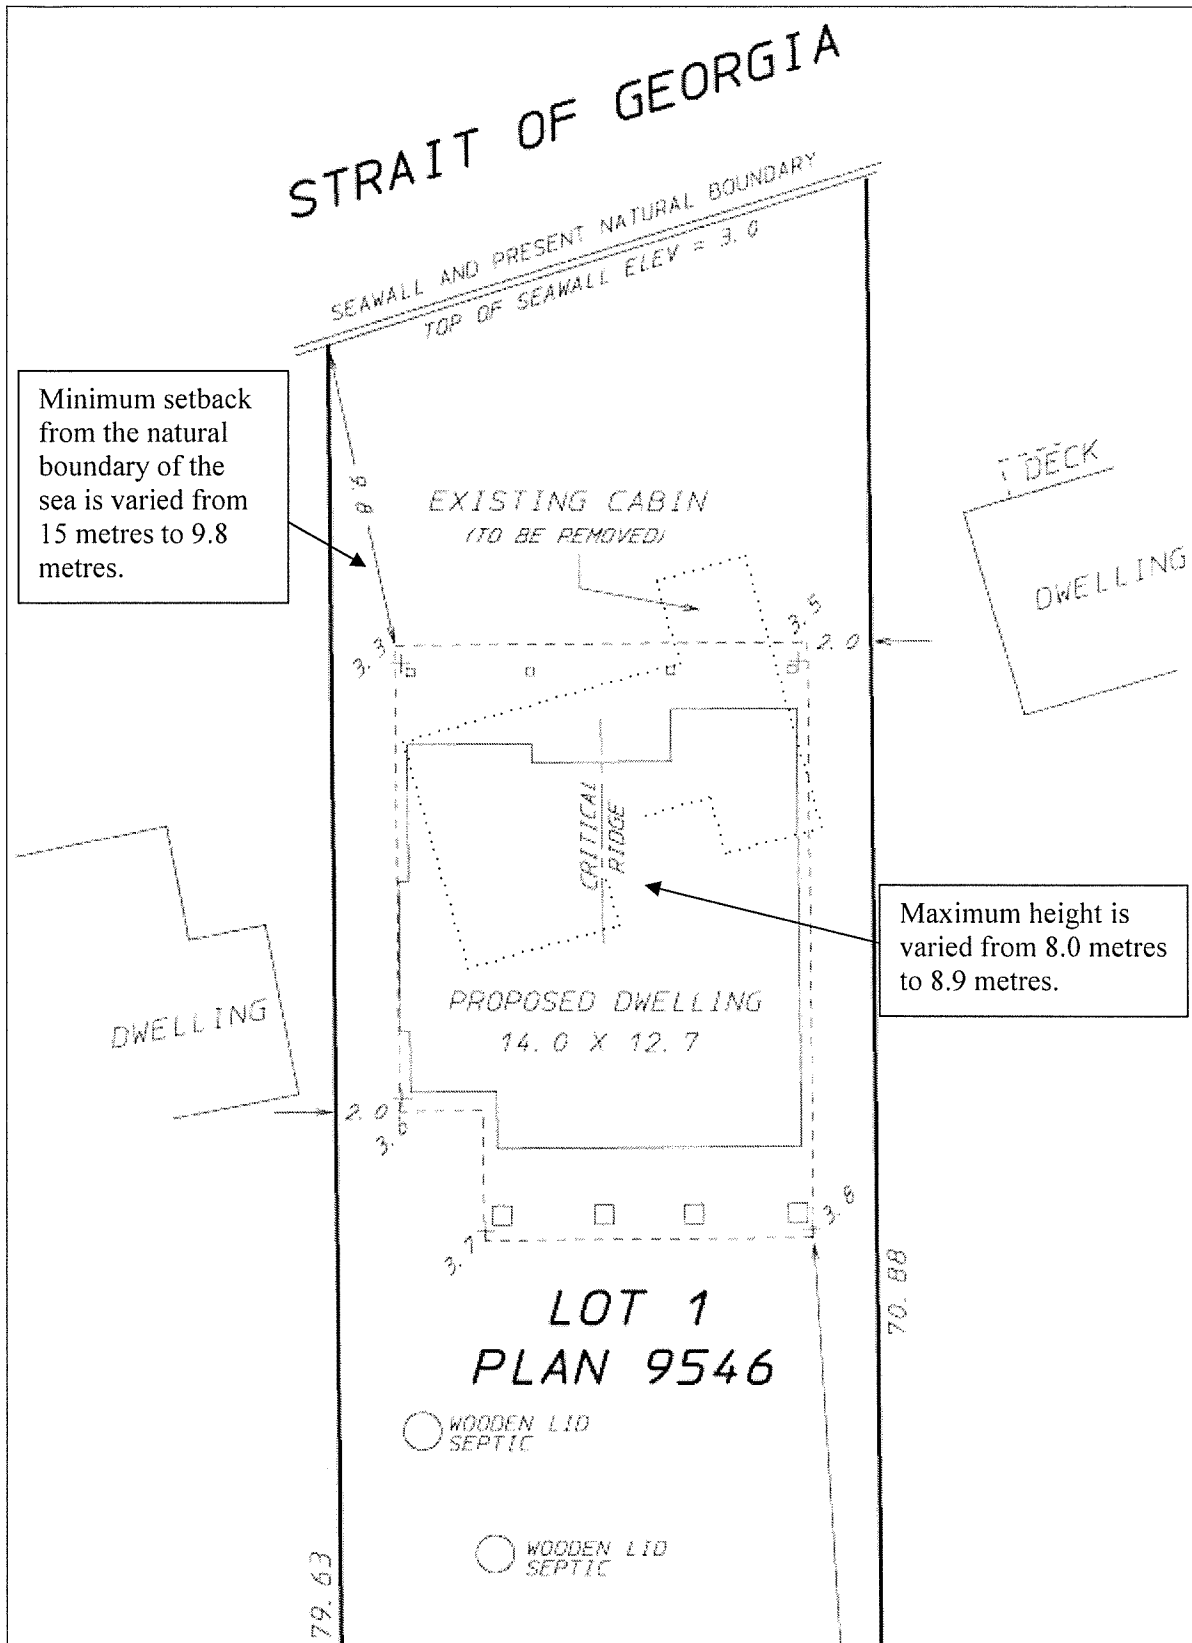 STRAIT OF GEORGIA
SEAWALL AND PRESENT NATURAL BOUNDARY
TOP OF SEAWALL ELEV = 3.0
Minimum setback
from the natural
boundary of the
sea is varied from
15 metres to 9.8
metres.
9.8
EXISTING CABIN
(TO BE REMOVED)
DECK
DWELLING
3.3
3.5
2.0
CRITICAL
RIDGE
Maximum height is
varied from 8.0 metres
to 8.9 metres.
PROPOSED DWELLING
14.0 X 12.7
DWELLING
2.0
3.6
3.7
3.8
70.88
LOT 1
PLAN 9546
WOODEN LID
SEPTIC
WOODEN LID
SEPTIC
79.63